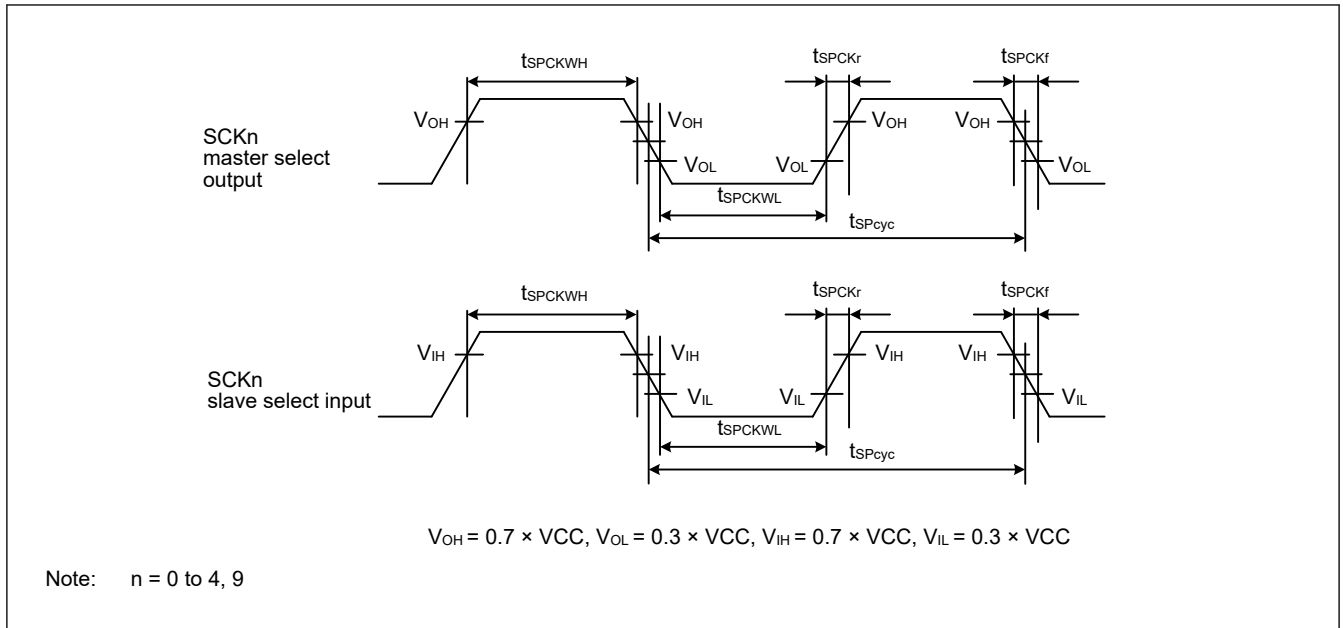 tSPCKWH
tSPCKr
tSPCKf
VOH
VOH
VOH
VOH
SCKn
master select
output
VOL
VOL
VOL
tSPCKWL
tSPcyc
tSPCKWH
tSPCKr
tSPCKf
VIH
VIH
VIH
VIH
SCKn
slave select input
VIL
VIL
VIL
tSPCKWL
tSPcyc
VOH = 0.7 × VCC, VOL = 0.3 × VCC, VIH = 0.7 × VCC, VIL = 0.3 × VCC
Note: n = 0 to 4, 9